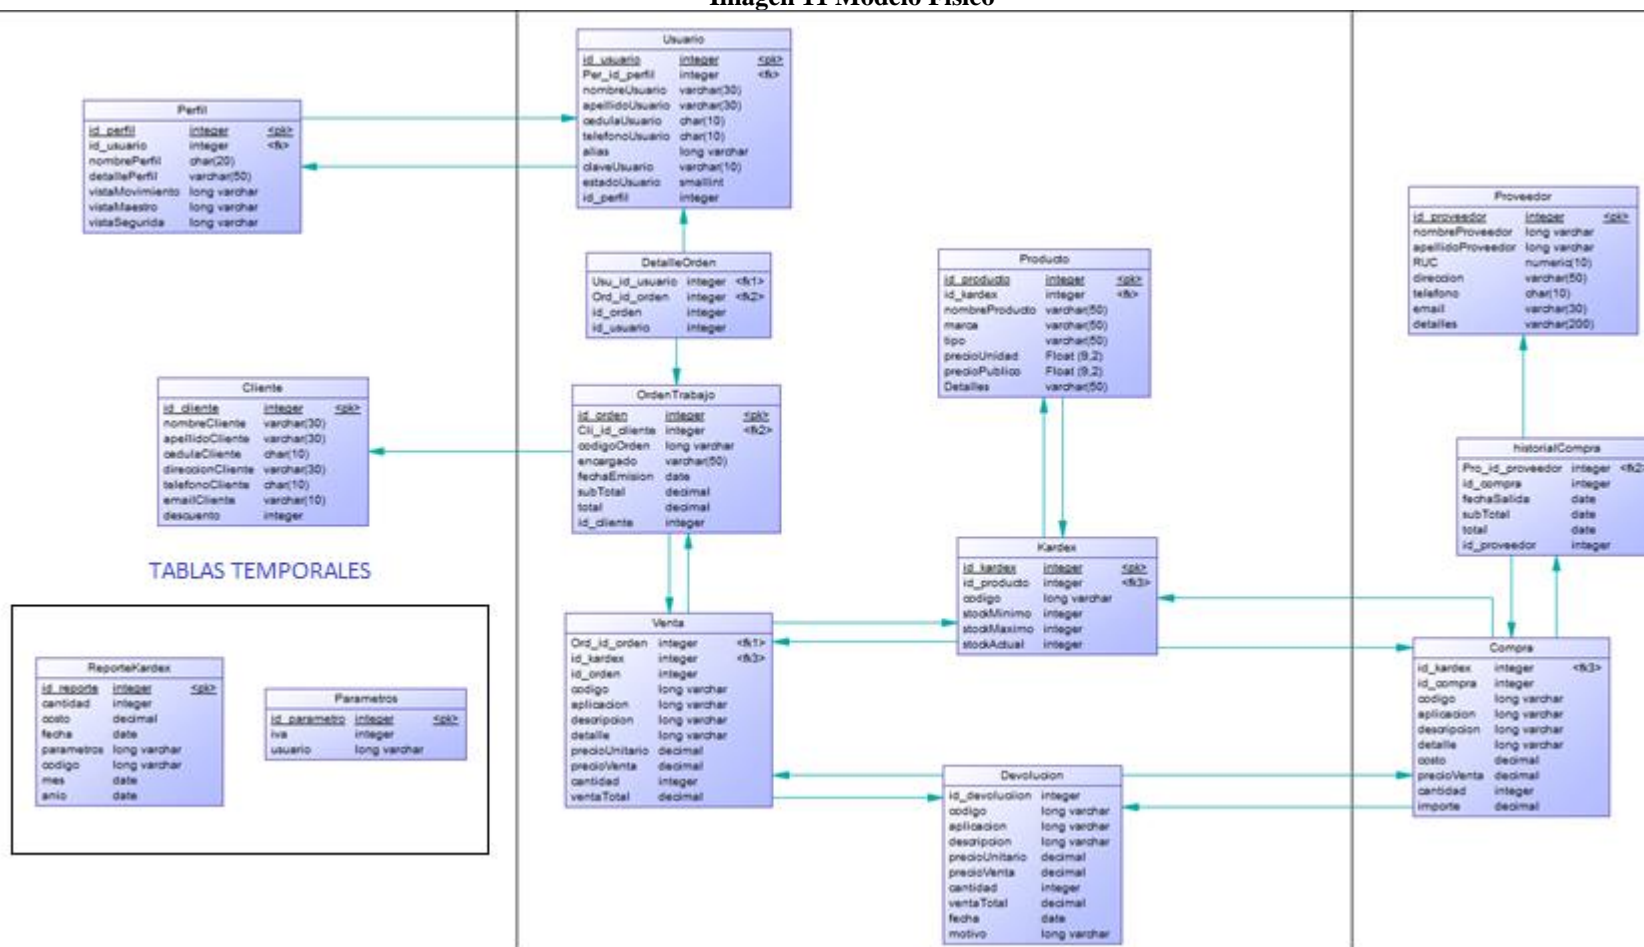 Imagen 11 Modelo Físico
Perfil
id_perfil integer <pk>
id_usuario integer <fk>
nombrePerfil char(20)
detallePerfil varchar(50)
vistaMovimiento long varchar
vistaMaestro long varchar
vistaSegurida long varchar
Usuario
id_usuario integer <pk>
Per_id_perfil integer <fk>
nombreUsuario varchar(30)
apellidoUsuario varchar(30)
cedulaUsuario char(10)
telefonoUsuario char(10)
alias long varchar
claveUsuario varchar(10)
estadoUsuario smallint
id_perfil integer
DetalleOrden
Usu_id_usuario integer <fk1>
Ord_id_orden integer <fk2>
id_orden integer
id_usuario integer
Cliente
id_cliente integer <pk>
nombreCliente varchar(30)
apellidoCliente varchar(30)
cedulaCliente char(10)
direccionCliente varchar(30)
telefonoCliente char(10)
emailCliente varchar(10)
descuento integer
OrdenTrabajo
id_orden integer <pk>
Cli_id_cliente integer <fk2>
codigoOrden long varchar
encargado varchar(50)
fechaEmision date
subTotal decimal
total decimal
id_cliente integer
Producto
id_producto integer <pk>
id_kardex integer <fk>
nombreProducto varchar(50)
marca varchar(50)
tipo varchar(50)
precioUnidad Float (9,2)
precioPublico Float (9,2)
Detalles varchar(50)
Proveedor
id_proveedor integer <pk>
nombreProveedor long varchar
apellidoProveedor long varchar
RUC numeric(10)
direccion varchar(50)
telefono char(10)
email varchar(30)
detalles varchar(200)
historialCompra
Pro_id_proveedor integer <fk2>
id_compra integer
fechaSalida date
subTotal date
total date
id_proveedor integer
Kardex
id_kardex integer <pk>
id_producto integer <fk3>
codigo long varchar
stockMinimo integer
stockMaximo integer
stockActual integer
TABLAS TEMPORALES
ReporteKardex
id_reporte integer <pk>
cantidad integer
costo decimal
fecha date
parametros long varchar
codigo long varchar
mes date
anio date
Parametros
id_parametro integer <pk>
iva integer
usuario long varchar
Venta
Ord_id_orden integer <fk1>
id_kardex integer <fk3>
id_orden integer
codigo long varchar
aplicacion long varchar
descripcion long varchar
detalle long varchar
precioUnitario decimal
precioVenta decimal
cantidad integer
ventaTotal decimal
Compra
id_kardex integer <fk3>
id_compra integer
codigo long varchar
aplicacion long varchar
descripcion long varchar
detalle long varchar
costo decimal
precioVenta decimal
cantidad integer
importe decimal
Devolucion
id_devolucion integer
codigo long varchar
aplicacion long varchar
descripcion long varchar
precioUnitario decimal
precioVenta decimal
cantidad integer
ventaTotal decimal
fecha date
motivo long varchar